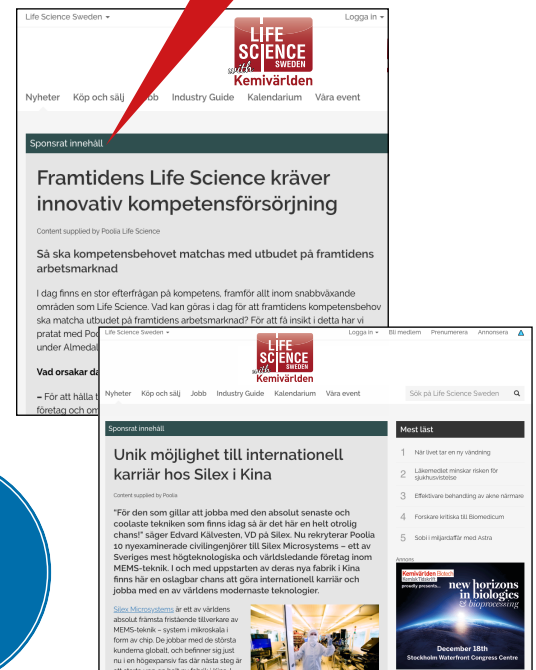 Life Science Sweden
Logga in
LIFE
SCIENCE
SWEDEN
with
Kemivärlden
Nyheter Köp och sälj Industry Guide Kalendarium Våra event
Sponsrat innehåll
Framtidens Life Science kräver
innovativ kompetensförsörjning
Content supplied by Poolia Life Science
Så ska kompetensbehovet matchas med utbudet på framtidens
arbetsmarknad
I dag finns en stor efterfrågan på kompetens, framför allt inom snabbväxande
områden som Life Science. Vad kan göras i dag för att framtidens kompetensbehov
ska matcha utbudet på framtidens arbetsmarknad? För att få insikt i detta har vi
pratat med
under
Vad orsakar
– För att hålla
företag och
Life Science Sweden
Logga in Bli medlem Prenumerera Annonsera
LIFE
SCIENCE
SWEDEN
with
Kemivärlden
Nyheter Köp och sälj Jobb Industry Guide Kalendarium Våra event
Sök på Life Science Sweden
Sponsrat innehåll
Unik möjlighet till internationell
karriär hos Silex i Kina
Content supplied by Poolia
"För den som gillar att jobba med den absolut senaste och
coolaste tekniken som finns idag så är det här en helt otrolig
chans!" säger Edvard Kälvesten, VD på Silex. Nu rekryterar Poolia
10 nyexaminerade civilingenjörer till Silex Microsystems – ett av
Sveriges mest högteknologiska och världsledande företag inom
MEMS-teknik. I och med uppstarten av deras nya fabrik i Kina
finns här en oslagbar chans att göra internationell karriär och
jobba med en av världens modernaste teknologier.
Silex Microsystems är ett av världens
absolut främsta fristående tillverkare av
MEMS-teknik – system i mikroskala i
form av chip. De jobbar med de största
kunderna globalt, och befinner sig just
nu i en högexpansiv fas där nästa steg är
Mest läst
1 När livet tar en ny vändning
2 Läkemedlet minskar risken för
sjukhusvistelse
3 Effektivare behandling av akne närmare
4 Forskare kritiska till Biomedicum
5 Sobi i miljardaffär med Astra
Annons
Kemivärlden Biotech
Kemisk Tidskrift
proudly presents...
new horizons
in biologics
& bioprocessing
December 18th
Stockholm Waterfront Congress Centre